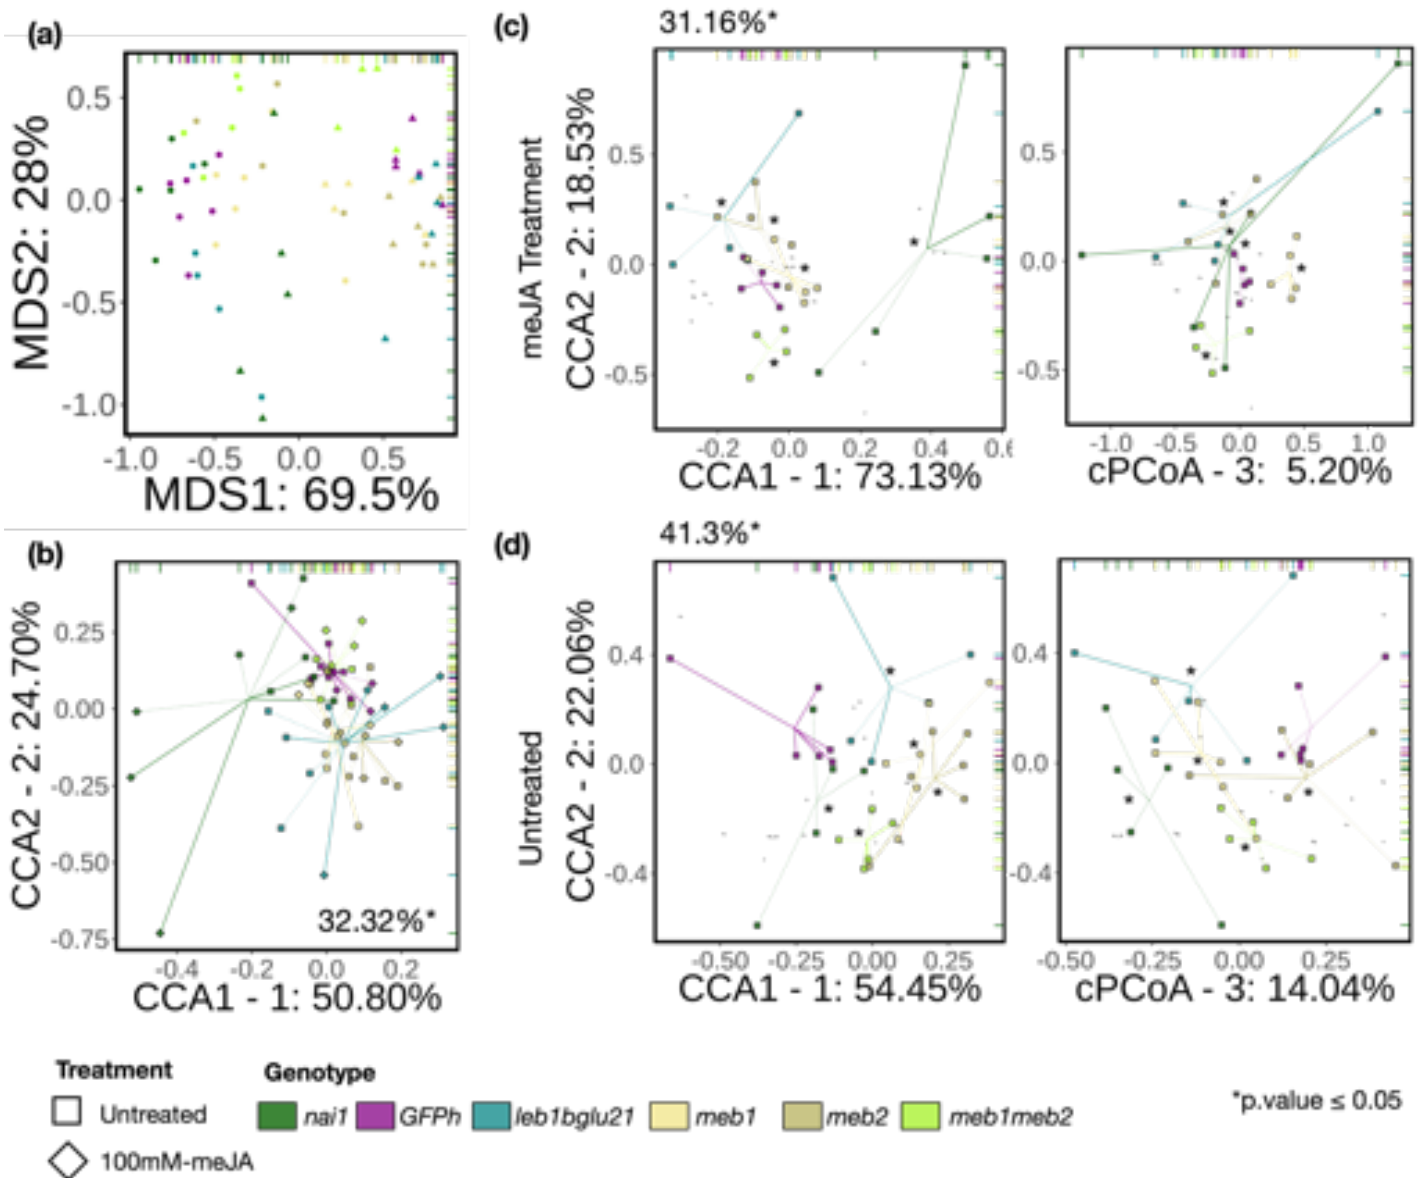 (a)
MDS2: 28%
0.5
0.0
-0.5
-1.0
-1.0 -0.5 0.0 0.5
MDS1: 69.5%
(c)
31.16%*
meJA Treatment
CCA2 - 2: 18.53%
0.5
0.0
-0.5
-0.2 0.0 0.2 0.4 0.6
CCA1 - 1: 73.13%
0.5
0.0
-0.5
-1.0 -0.5 0.0 0.5 1.0
cPCoA - 3: 5.20%
(b)
CCA2 - 2: 24.70%
0.25
0.00
-0.25
-0.50
-0.75
32.32%*
-0.4 -0.2 0.0 0.2
CCA1 - 1: 50.80%
(d)
41.3%*
Untreated
CCA2 - 2: 22.06%
0.4
0.0
-0.4
-0.50 -0.25 0.00 0.25
CCA1 - 1: 54.45%
0.4
0.0
-0.4
-0.50 -0.25 0.00 0.25
cPCoA - 3: 14.04%
Treatment
Untreated
100mM-meJA
Genotype
nai1 GFPh leb1bglu21 meb1 meb2 meb1meb2
*p.value ≤ 0.05